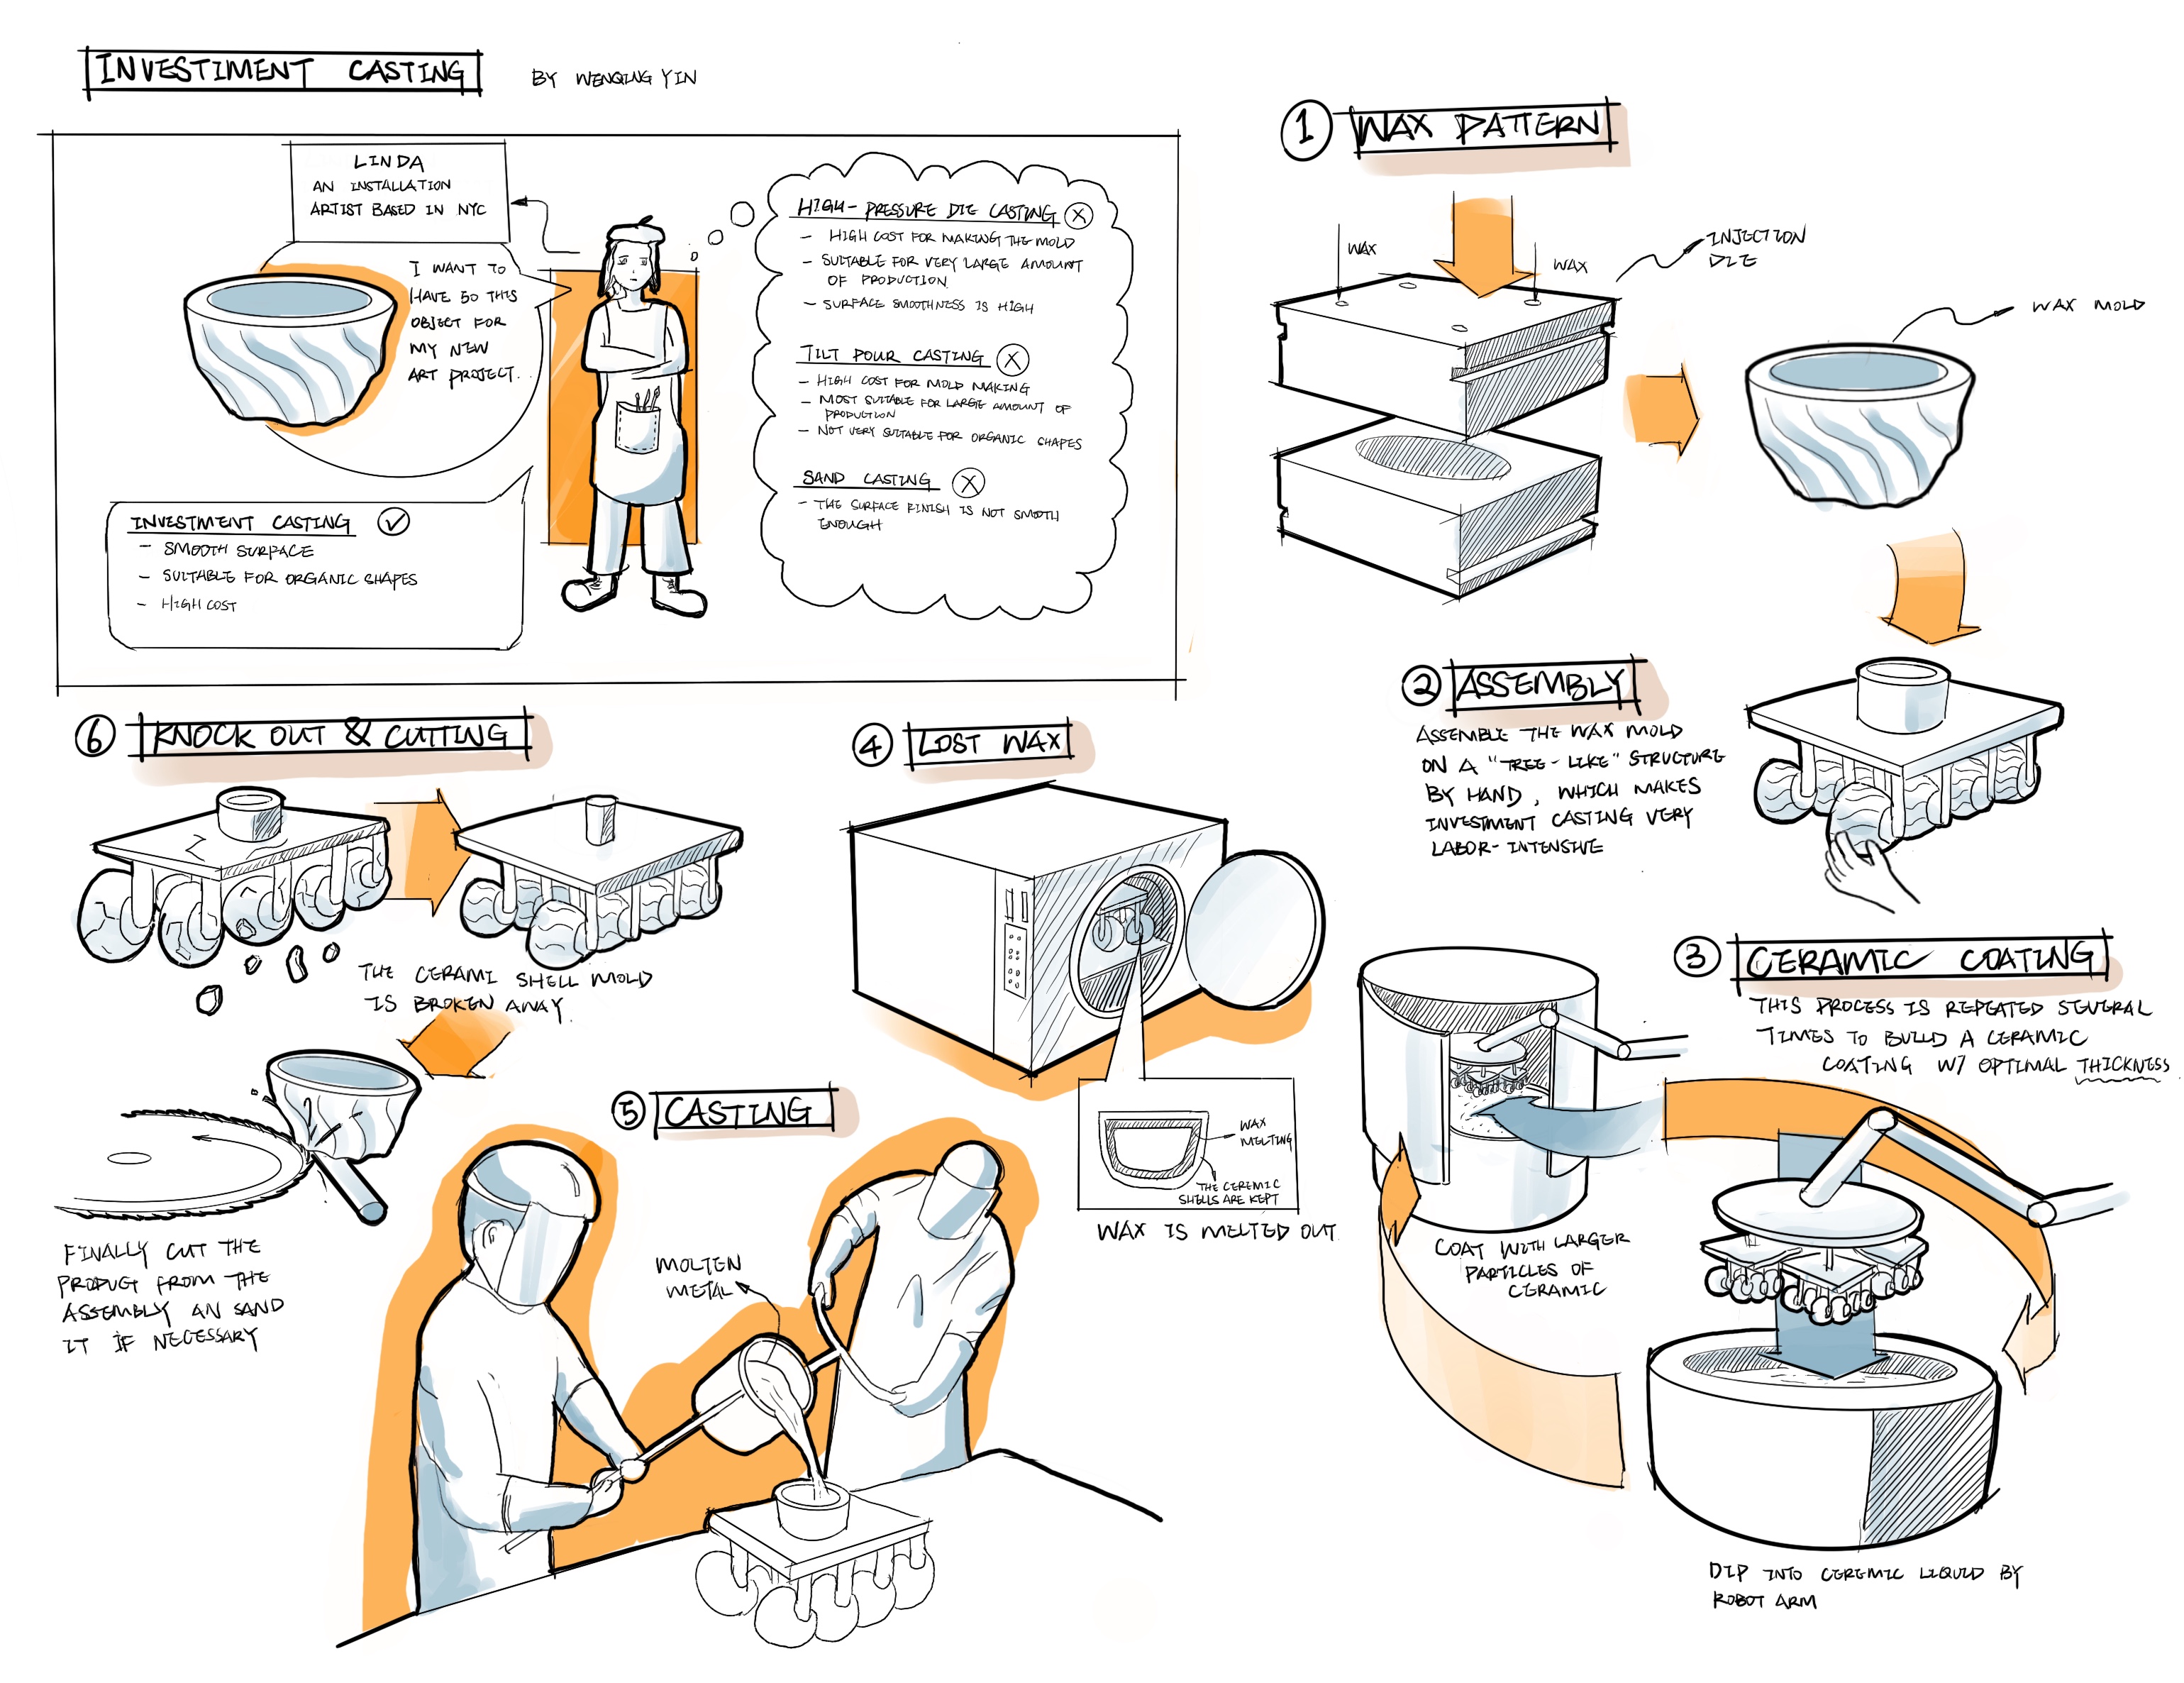 INVESTIMENT CASTING
BY WENQING YIN
LINDA
AN INSTALLATION
ARTIST BASED IN NYC
I WANT TO
HAVE 50 THIS
OBJECT FOR
MY NEW
ART PROJECT.
HIGH-PRESSURE DIE CASTING X
- HIGH COST FOR MAKING THE MOLD
- SUITABLE FOR VERY LARGE AMOUNT
OF PRODUCTION
- SURFACE SMOOTHNESS IS HIGH
TILT POUR CASTING X
- HIGH COST FOR MOLD MAKING
- MOST SUITABLE FOR LARGE AMOUNT OF
PRODUCTION
- NOT VERY SUITABLE FOR ORGANIC SHAPES
SAND CASTING X
- THE SURFACE FINISH IS NOT SMOOTH
ENOUGH
INVESTMENT CASTING ✓
- SMOOTH SURFACE
- SUITABLE FOR ORGANIC SHAPES
- HIGH COST
1 WAX PATTERN
WAX
WAX
INJECTION
DIE
WAX MOLD
2 ASSEMBLY
ASSEMBLE THE WAX MOLD
ON A "TREE-LIKE" STRUCTURE
BY HAND, WHICH MAKES
INVESTMENT CASTING VERY
LABOR-INTENSIVE
3 CERAMIC COATING
THIS PROCESS IS REPEATED SEVERAL
TIMES TO BUILD A CERAMIC
COATING W/ OPTIMAL THICKNESS
COAT WITH LARGER
PARTICLES OF
CERAMIC
DIP INTO CEREMIC LIQUID BY
ROBOT ARM
4 LOST WAX
WAX
MELTING
THE CEREMIC
SHELLS ARE KEPT
WAX IS MELTED OUT
5 CASTING
MOLTEN
METAL
6 KNOCK OUT & CUTTING
THE CERAMI SHELL MOLD
IS BROKEN AWAY.
FINALLY CUT THE
PRODUCT FROM THE
ASSEMBLY AN SAND
IT IF NECESSARY